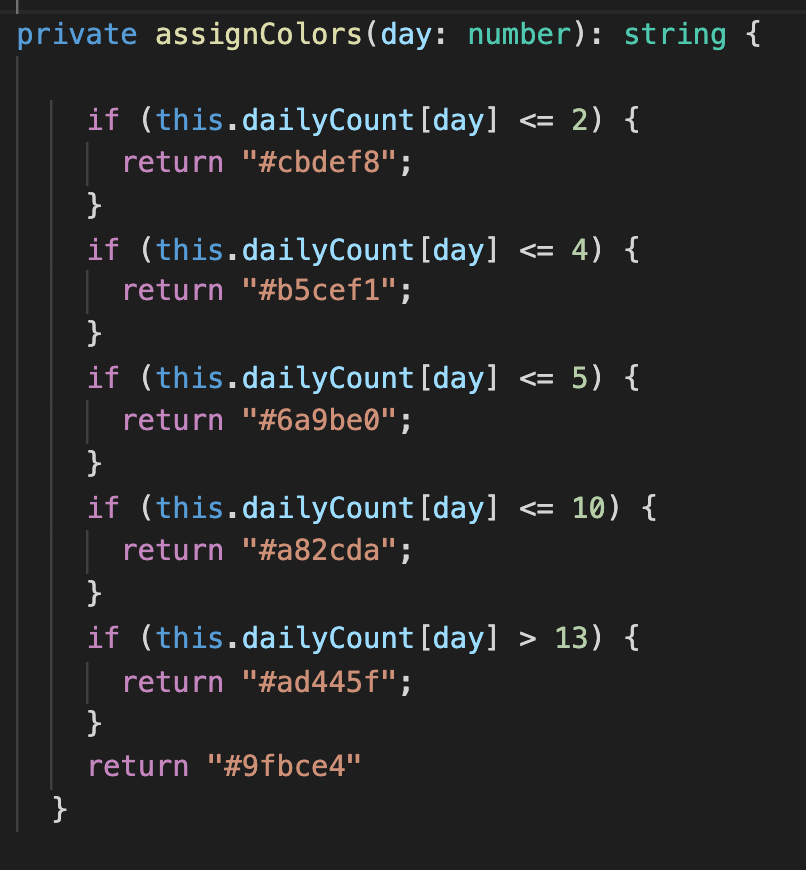 private assignColors(day: number): string {
if (this.dailyCount[day] <= 2) {
return "#cbdef8";
}
if (this.dailyCount[day] <= 4) {
return "#b5cef1";
}
if (this.dailyCount[day] <= 5) {
return "#6a9be0";
}
if (this.dailyCount[day] <= 10) {
return "#a82cda";
}
if (this.dailyCount[day] > 13) {
return "#ad445f";
}
return "#9fbce4"
}